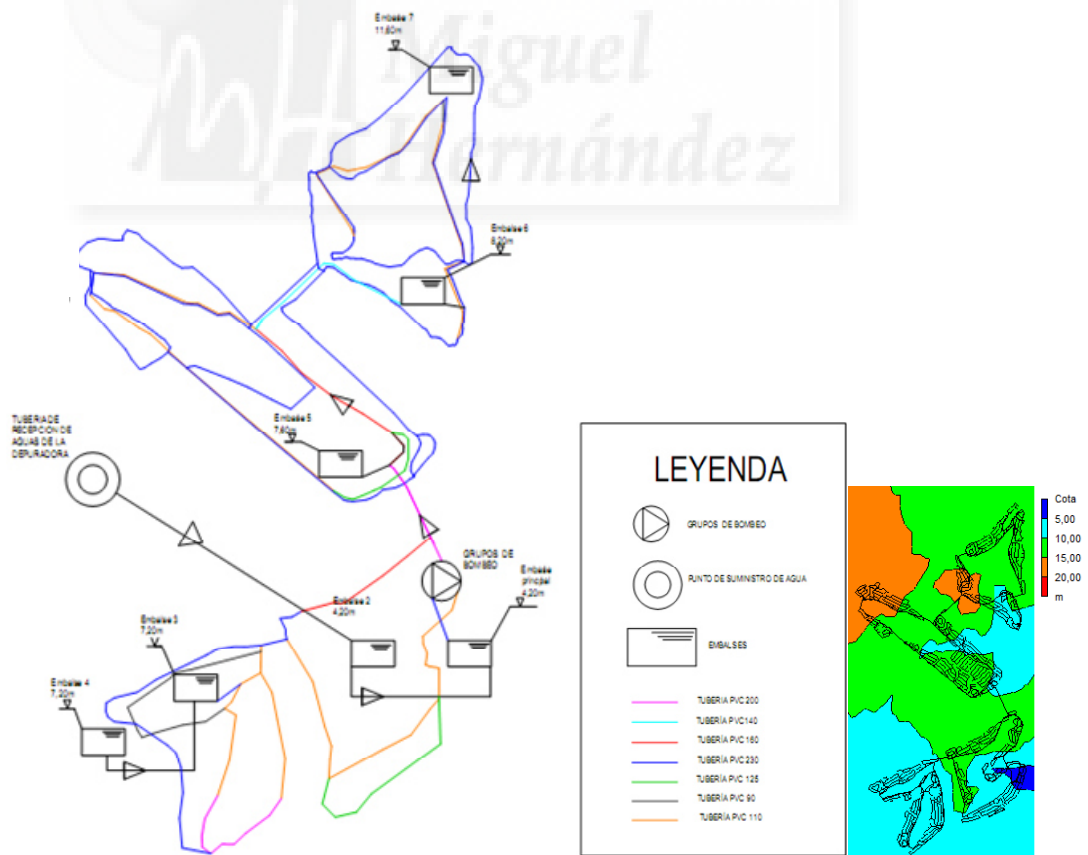 Miguel
Hernández
Embalse 7
11,60m
Embalse 6
8,20m
Embalse 5
7,60m
TUBERIA DE
RECEPCIÓN DE
AGUAS DE LA
DEPURADORA
GRUPOS DE
BOMBEO
Embalse
principal
4,20m
Embalse 2
4,20m
Embalse 3
7,20m
Embalse 4
7,20m
LEYENDA
GRUPOS DE BOMBEO
PUNTO DE SUMINISTRO DE AGUA
EMBALSES
TUBERÍA PVC 200
TUBERÍA PVC 140
TUBERÍA PVC 160
TUBERÍA PVC 230
TUBERÍA PVC 125
TUBERÍA PVC 90
TUBERÍA PVC 110
Cota
5,00
10,00
15,00
20,00
m